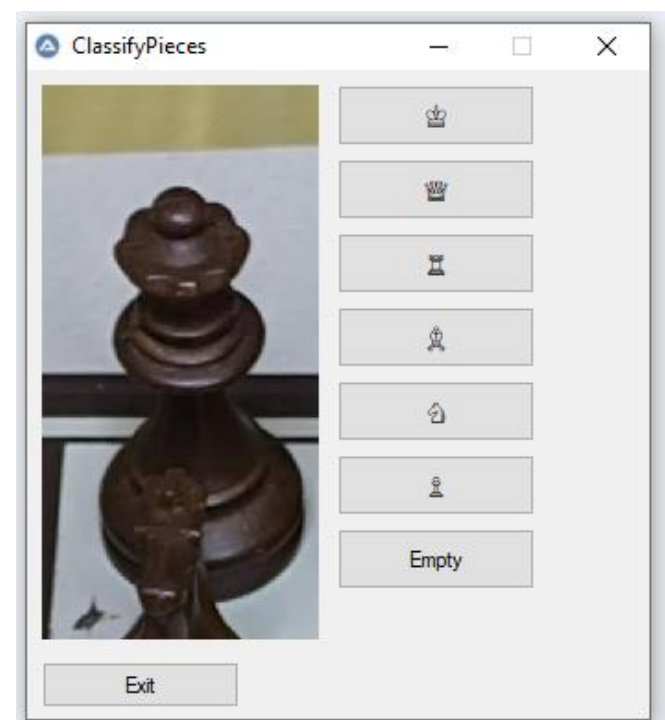 ClassifyPieces
♔
♕
♖
♗
♘
♙
Empty
Exit